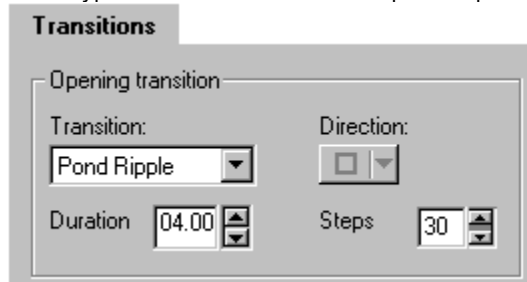 Transitions
Opening transition
Transition: Direction:
Pond Ripple
Duration 04.00 Steps 30